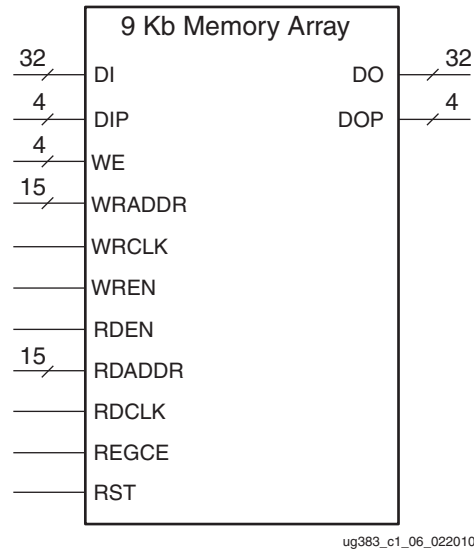 9 Kb Memory Array
32 DI DO 32
4 DIP DOP 4
4 WE
15 WRADDR
WRCLK
WREN
RDEN
15 RDADDR
RDCLK
REGCE
RST
ug383_c1_06_022010